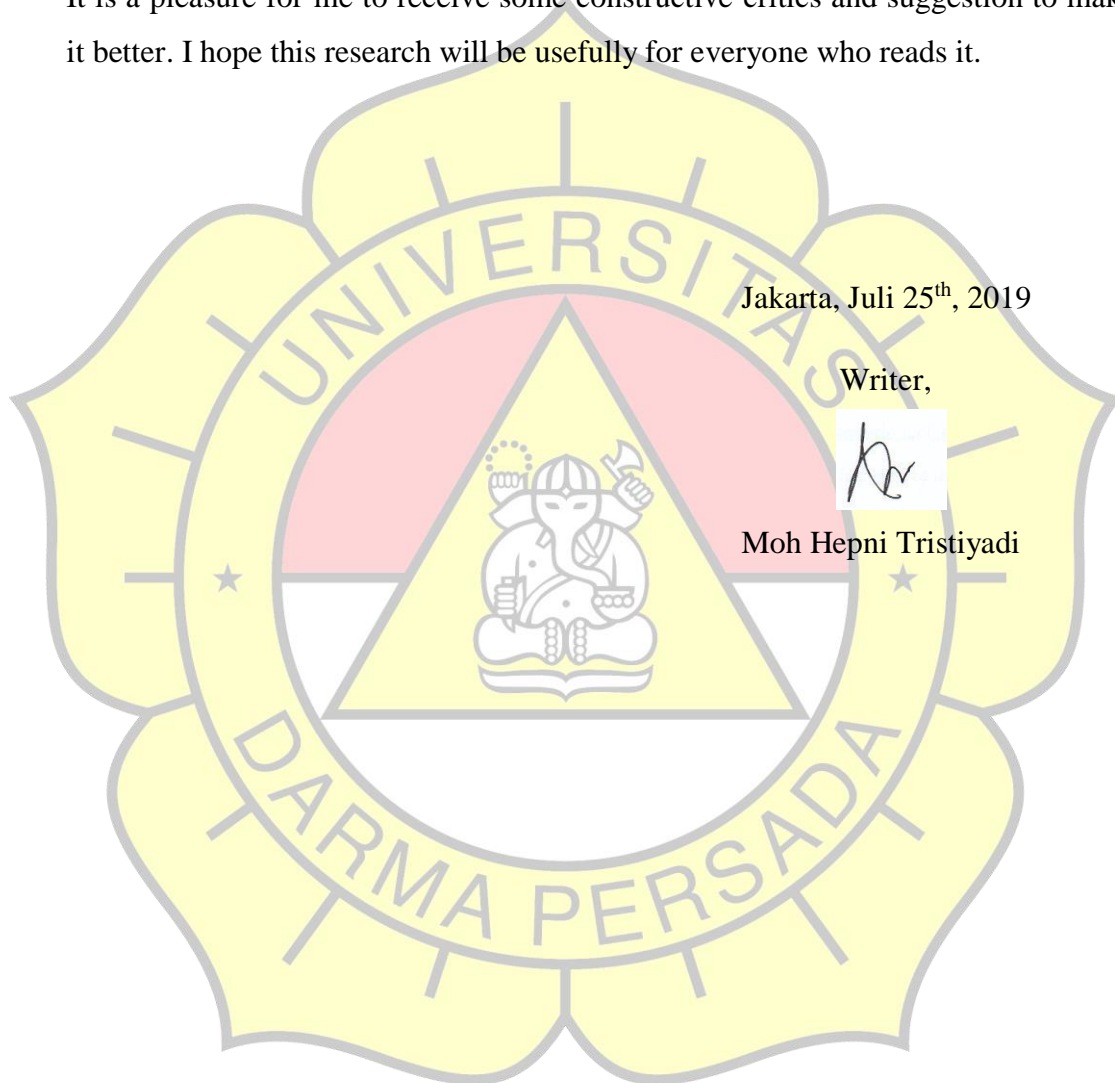 It is a pleasure for me to receive some constructive critics and suggestion to mak
it better. I hope this research will be usefully for everyone who reads it.
UNIVERSITAS
Jakarta, Juli 25th, 2019
Writer,
Moh Hepni Tristiyadi
DARMA PERSADA